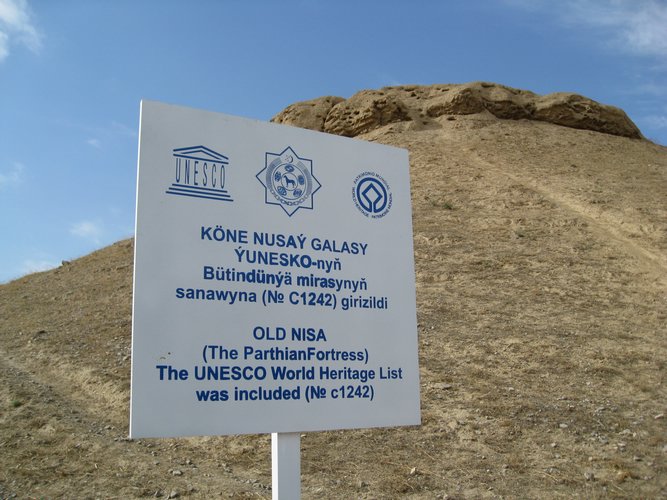 UNESCO
KÖNE NUSAÝ GALASY
ÝUNESKO-nyň
Bütindünýä mirasynyň
sanawyna (№ C1242) girizildi
OLD NISA
(The ParthianFortress)
The UNESCO World Heritage List
was included (№ c1242)